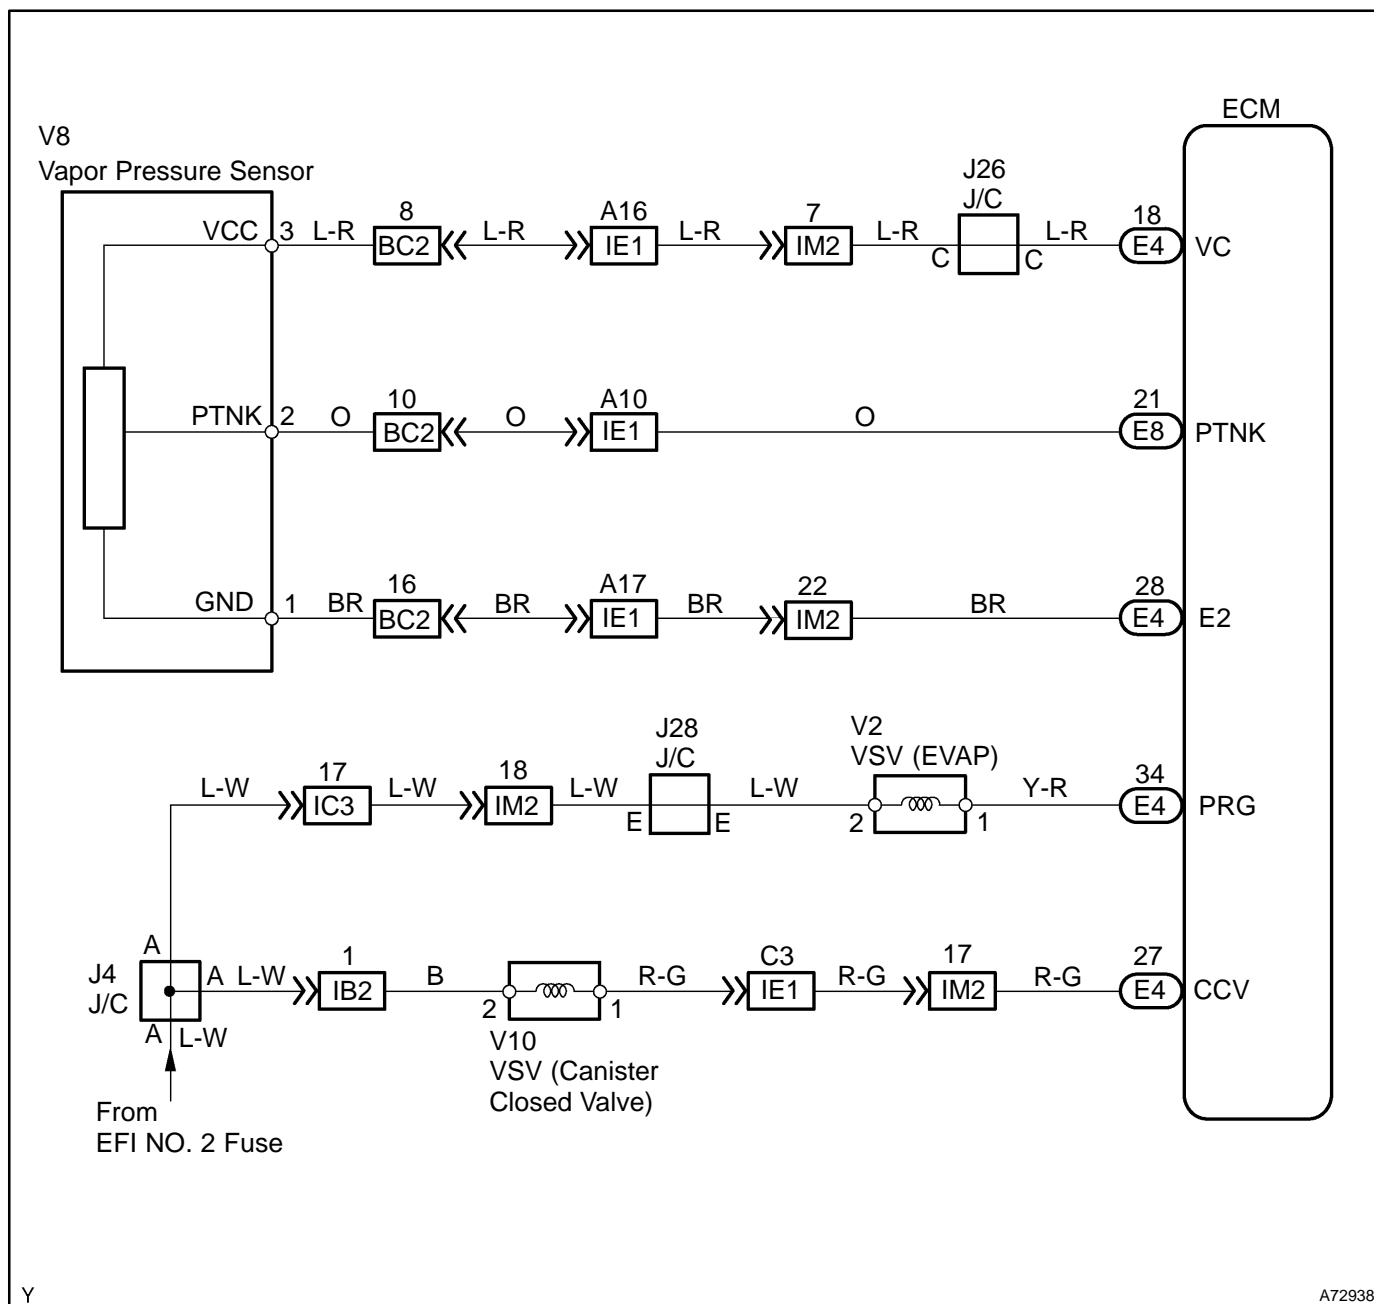 ECM
V8
Vapor Pressure Sensor
J26
J/C
VCC 3 L-R 8 BC2 L-R A16 IE1 L-R 7 IM2 L-R C C L-R 18 E4 VC
PTNK 2 O 10 BC2 O A10 IE1 O 21 E8 PTNK
GND 1 BR 16 BC2 BR A17 IE1 BR 22 IM2 BR 28 E4 E2
J28
J/C
V2
VSV (EVAP)
L-W 17 IC3 L-W 18 IM2 L-W E E L-W 2 1 Y-R 34 E4 PRG
J4
J/C
A
A L-W 1 IB2 B 2 1 R-G C3 IE1 R-G 17 IM2 R-G 27 E4 CCV
A L-W
V10
VSV (Canister
Closed Valve)
From
EFI NO. 2 Fuse
Y
A72938